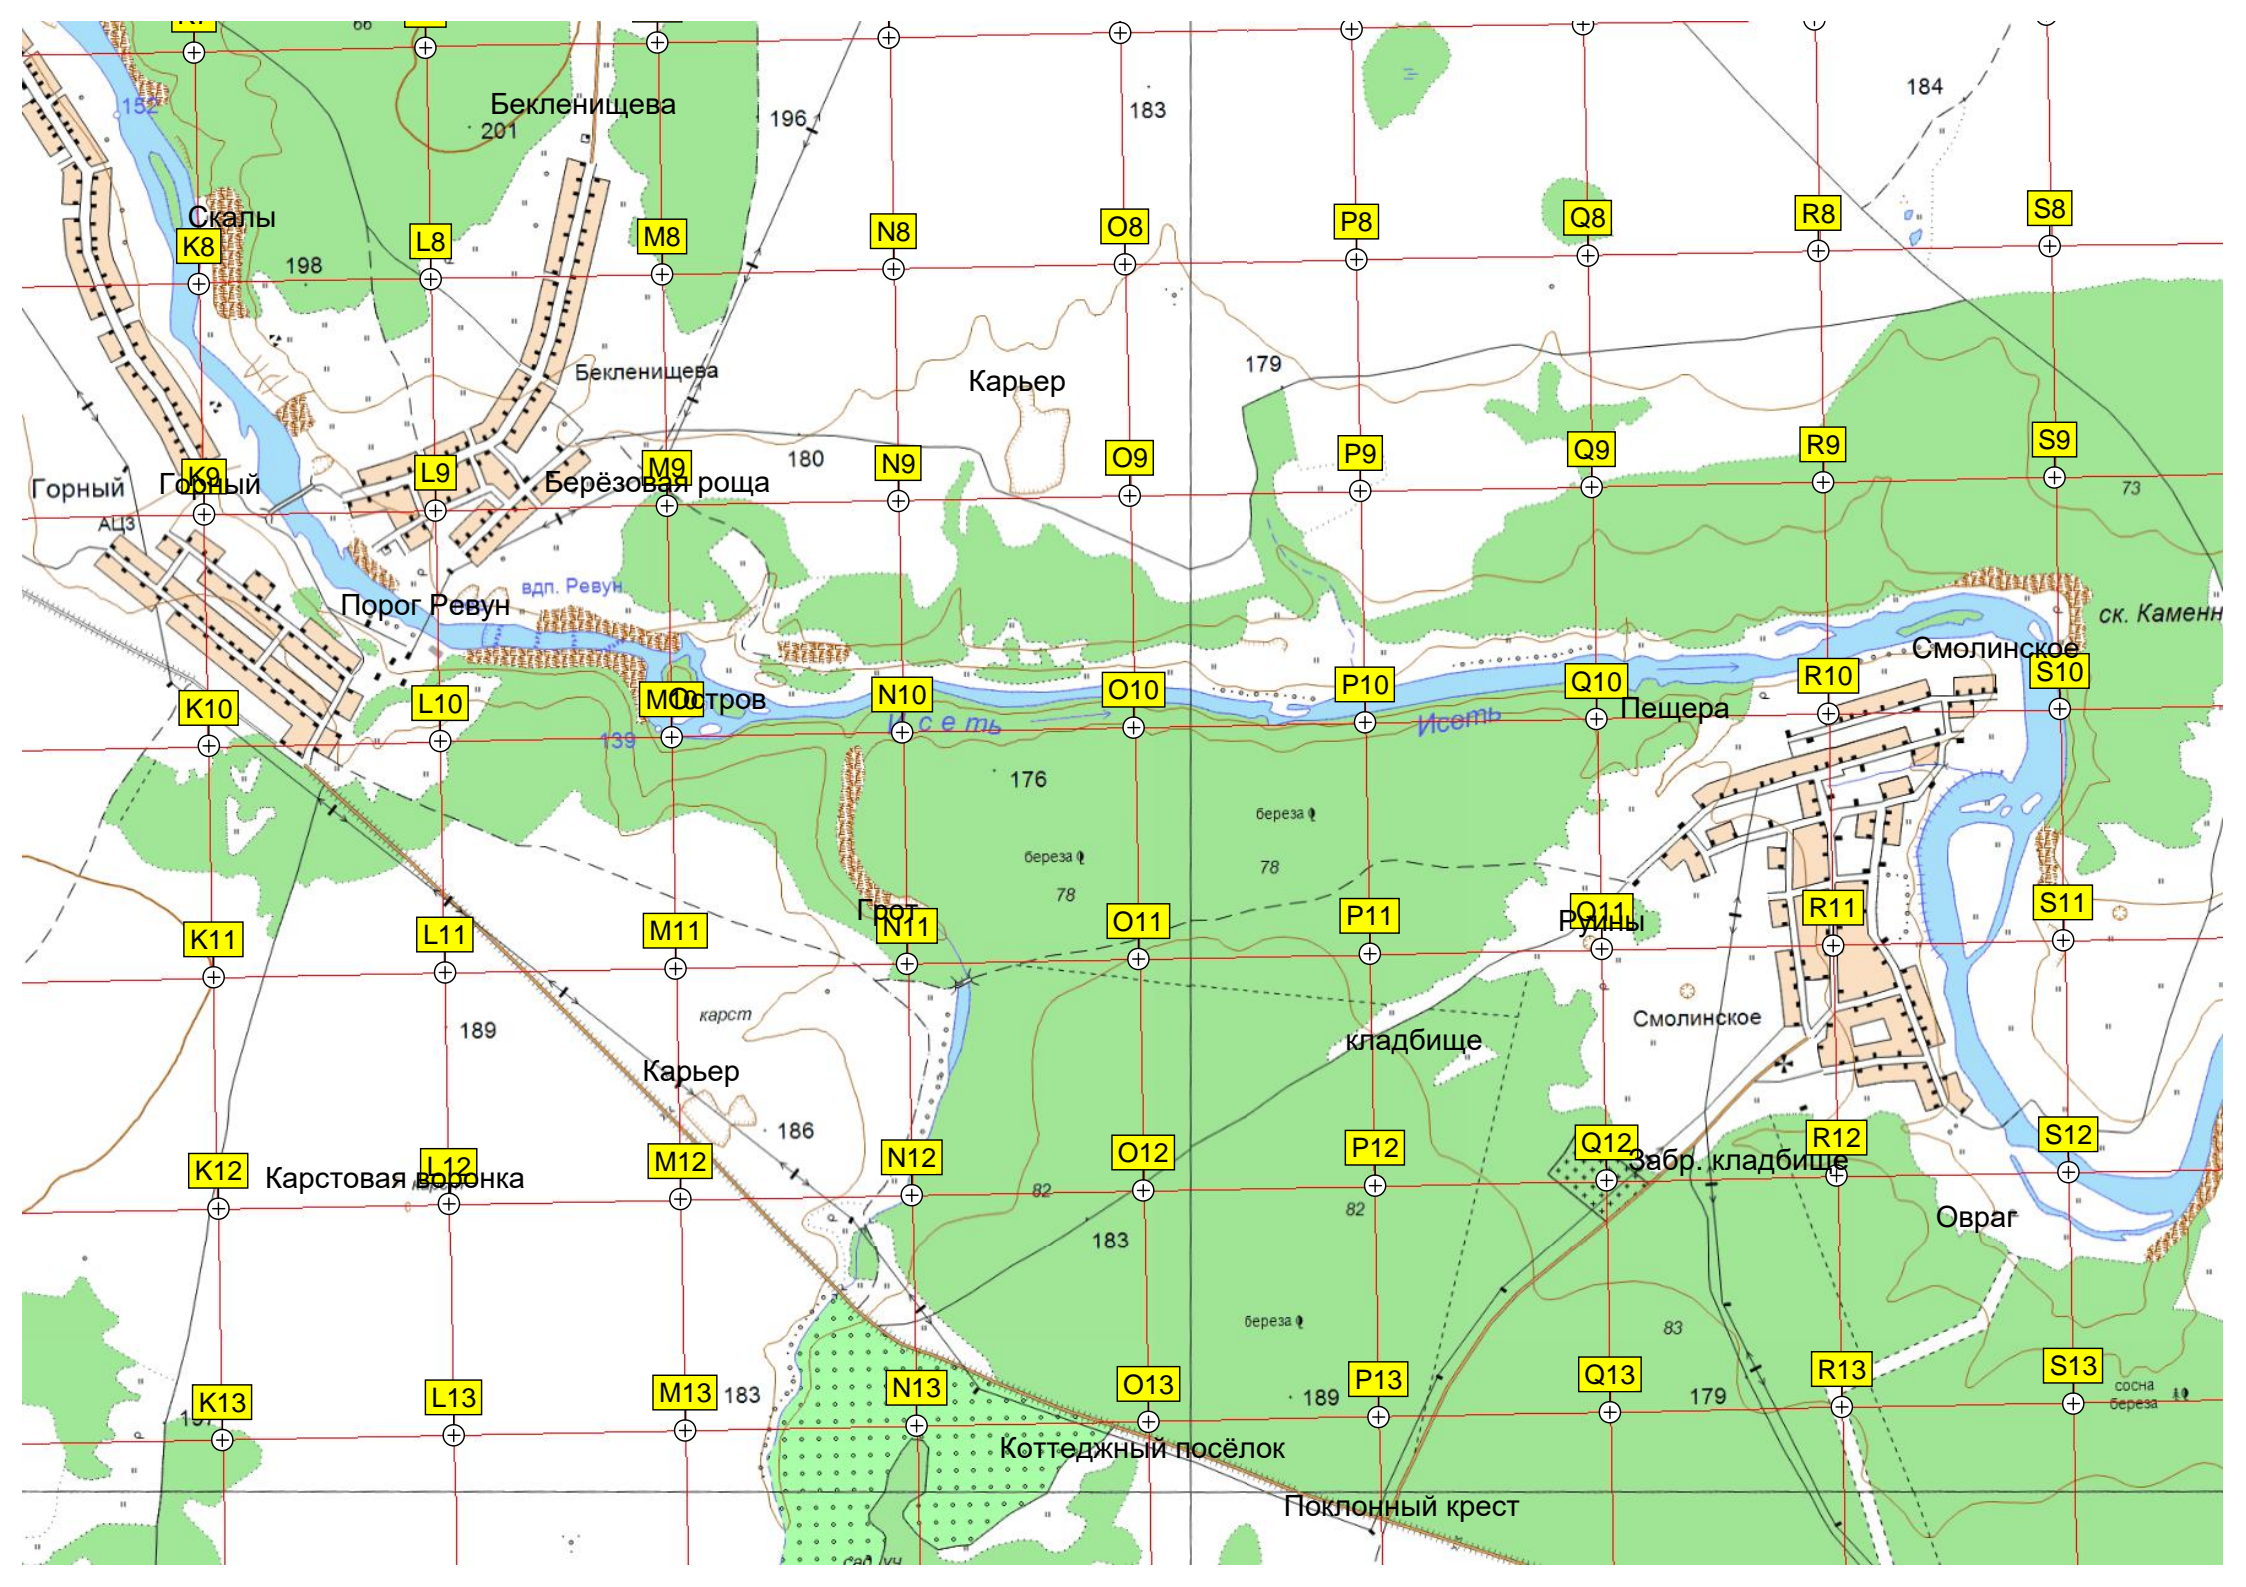 66
152
Бекленищева
201
196
183
184
Скалы
K8
L8
M8
N8
O8
P8
Q8
R8
S8
198
Бекленищева
Карьер
179
K9
L9
M9
N9
O9
P9
Q9
R9
S9
Горный
Горный
АЦЗ
Берёзовая роща
180
73
вдп. Ревун
Порог Ревун
ск. Каменн
Смолинское
K10
L10
M10
Остров
N10
O10
P10
Q10
R10
S10
Пещера
139
Исеть
Исеть
176
береза
береза
78
78
Грот
K11
L11
M11
N11
O11
P11
Q11
R11
S11
Руины
189
карст
Смолинское
кладбище
Карьер
186
K12
L12
M12
N12
O12
P12
Q12
R12
S12
Карстовая воронка
Забр. кладбище
82
82
183
Овраг
береза
83
K13
L13
M13
183
N13
O13
189
P13
Q13
179
R13
S13
сосна
береза
Коттеджный посёлок
Поклонный крест